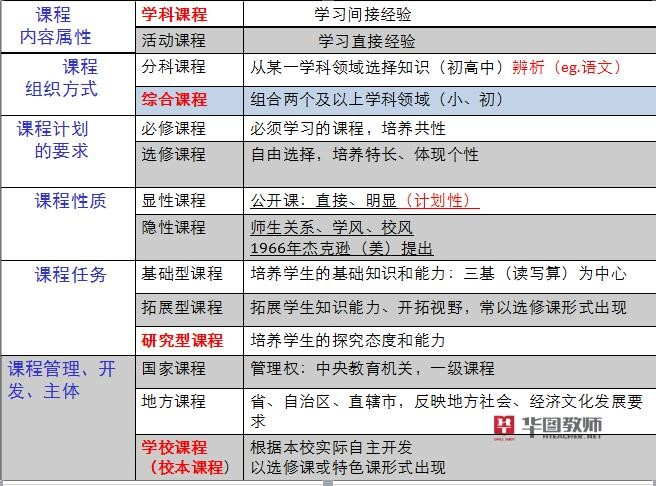 课程
内容属性
学科课程
学习间接经验
活动课程
学习直接经验
课程
组织方式
分科课程
从某一学科领域选择知识（初高中）辨析（eg.语文）
综合课程
组合两个及以上学科领域（小、初）
课程计划
的要求
必修课程
必须学习的课程，培养共性
选修课程
自由选择，培养特长、体现个性
课程性质
显性课程
公开课：直接、明显（计划性）
隐性课程
师生关系、学风、校风
1966年杰克逊（美）提出
课程任务
基础型课程
培养学生的基础知识和能力：三基（读写算）为中心
拓展型课程
拓展学生知识能力、开拓视野，常以选修课形式出现
研究型课程
培养学生的探究态度和能力
课程管理、开
发、主体
国家课程
管理权：中央教育机关，一级课程
地方课程
省、自治区、直辖市，反映地方社会、经济文化发展要
求
学校课程
（校本课程）
根据本校实际自主开发
以选修课或特色课形式出现
华图教师
HTEACHER.NET